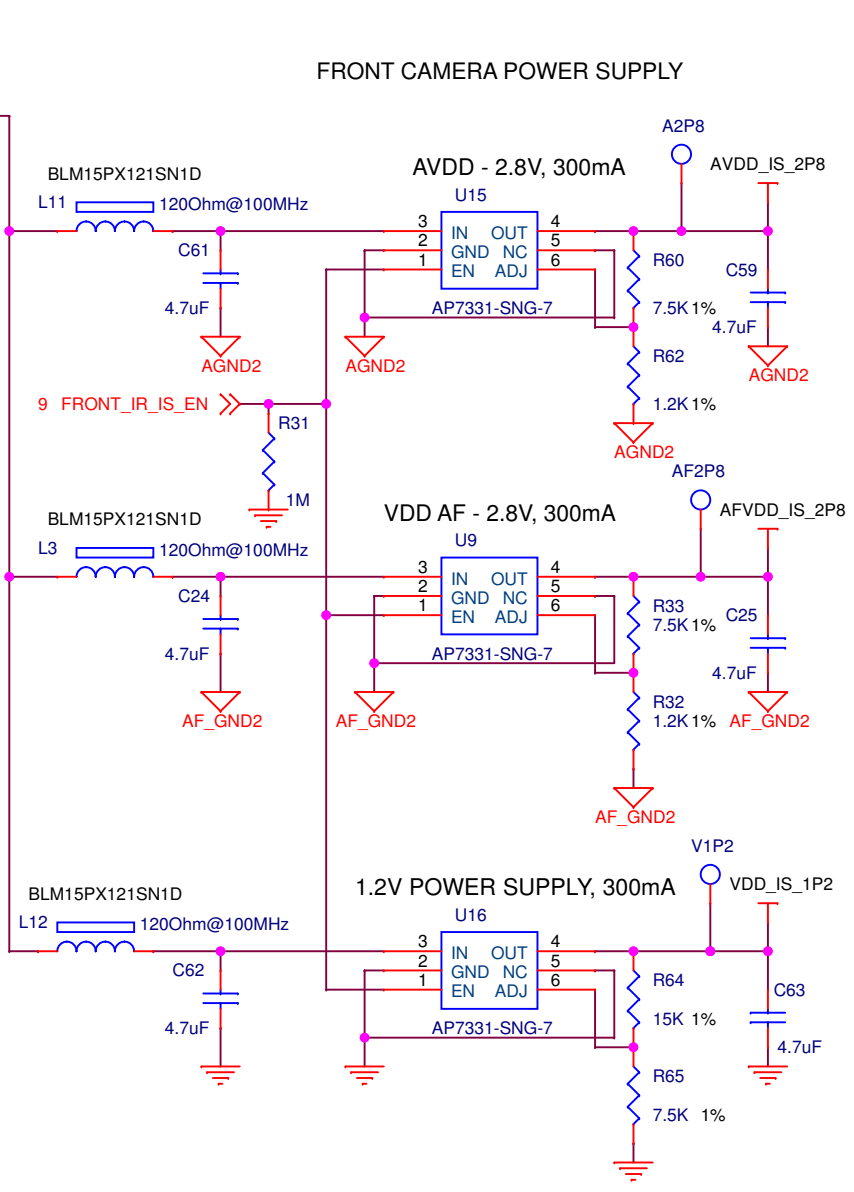 FRONT CAMERA POWER SUPPLY
A2P8
BLM15PX121SN1D
AVDD - 2.8V, 300mA
AVDD_IS_2P8
L11
120Ohm@100MHz
U15
C61
3 IN OUT 4
2 GND NC 5
1 EN ADJ 6
R60
C59
4.7uF
AP7331-SNG-7
7.5K 1%
4.7uF
AGND2
AGND2
R62
AGND2
9 FRONT_IR_IS_EN
1.2K 1%
R31
AGND2
1M
AF2P8
BLM15PX121SN1D
VDD AF - 2.8V, 300mA
AFVDD_IS_2P8
L3
120Ohm@100MHz
U9
C24
3 IN OUT 4
2 GND NC 5
1 EN ADJ 6
R33
7.5K 1%
C25
4.7uF
AP7331-SNG-7
4.7uF
AF_GND2
AF_GND2
R32
1.2K 1%
AF_GND2
AF_GND2
V1P2
BLM15PX121SN1D
1.2V POWER SUPPLY, 300mA
VDD_IS_1P2
L12
120Ohm@100MHz
U16
C62
3 IN OUT 4
2 GND NC 5
1 EN ADJ 6
R64
C63
4.7uF
AP7331-SNG-7
15K 1%
4.7uF
R65
7.5K 1%